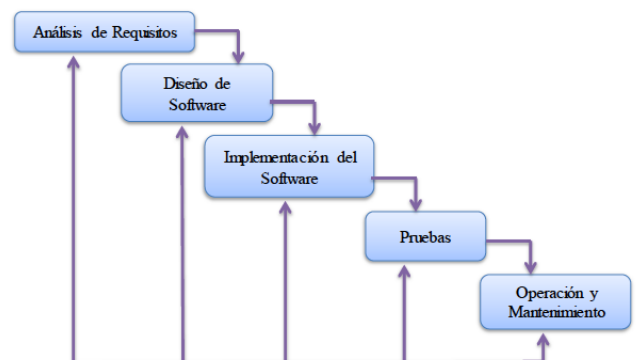 Análisis de Requisitos
Diseño de
Software
Implementación del
Software
Pruebas
Operación y
Mantenimiento